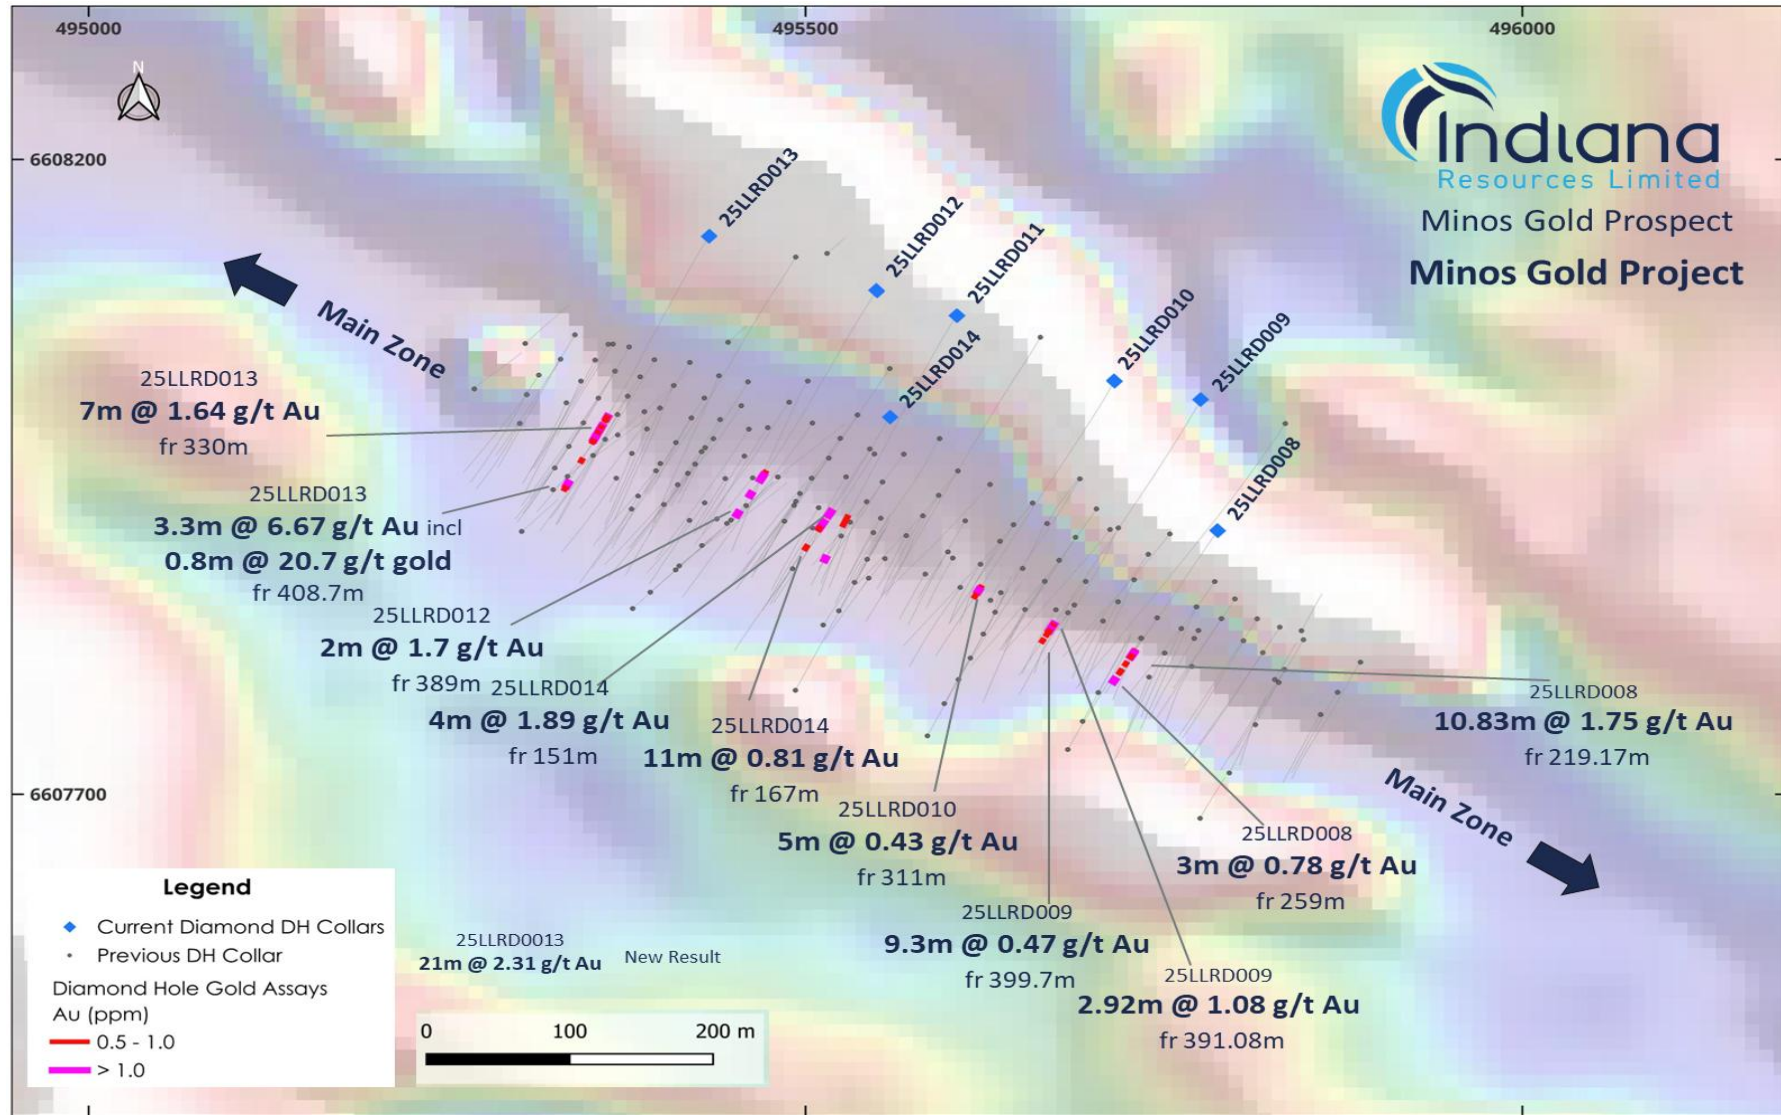 495000
495500
496000
N
6608200
6607700
Indiana
Resources Limited
Minos Gold Prospect
Minos Gold Project
25LLRD013
25LLRD012
25LLRD011
25LLRD014
25LLRD010
25LLRD009
25LLRD008
Main Zone
25LLRD013
7m @ 1.64 g/t Au
fr 330m
25LLRD013
3.3m @ 6.67 g/t Au incl
0.8m @ 20.7 g/t gold
fr 408.7m
25LLRD012
2m @ 1.7 g/t Au
fr 389m
25LLRD014
4m @ 1.89 g/t Au
fr 151m
25LLRD014
11m @ 0.81 g/t Au
fr 167m
25LLRD010
5m @ 0.43 g/t Au
fr 311m
25LLRD009
9.3m @ 0.47 g/t Au
fr 399.7m
25LLRD009
2.92m @ 1.08 g/t Au
fr 391.08m
25LLRD008
3m @ 0.78 g/t Au
fr 259m
25LLRD008
10.83m @ 1.75 g/t Au
fr 219.17m
Main Zone
Legend
Current Diamond DH Collars
Previous DH Collar
Diamond Hole Gold Assays
Au (ppm)
0.5 - 1.0
> 1.0
25LLRD0013
21m @ 2.31 g/t Au
New Result
0 100 200 m